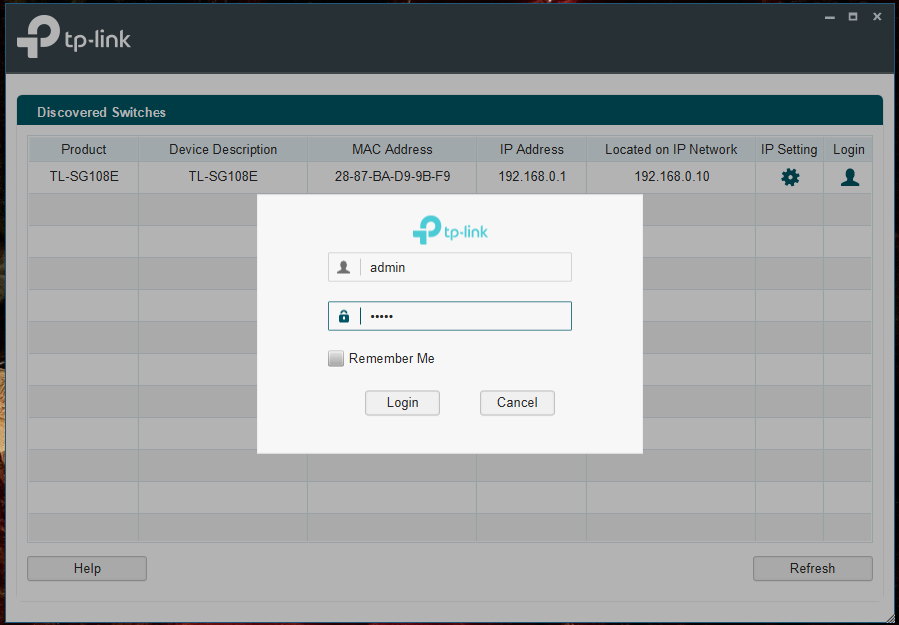 tp-link
Discovered Switches
Product Device Description MAC Address IP Address Located on IP Network IP Setting Login
TL-SG108E TL-SG108E 28-87-BA-D9-9B-F9 192.168.0.1 192.168.0.10
tp-link
admin
•••••
Remember Me
Login Cancel
Help Refresh